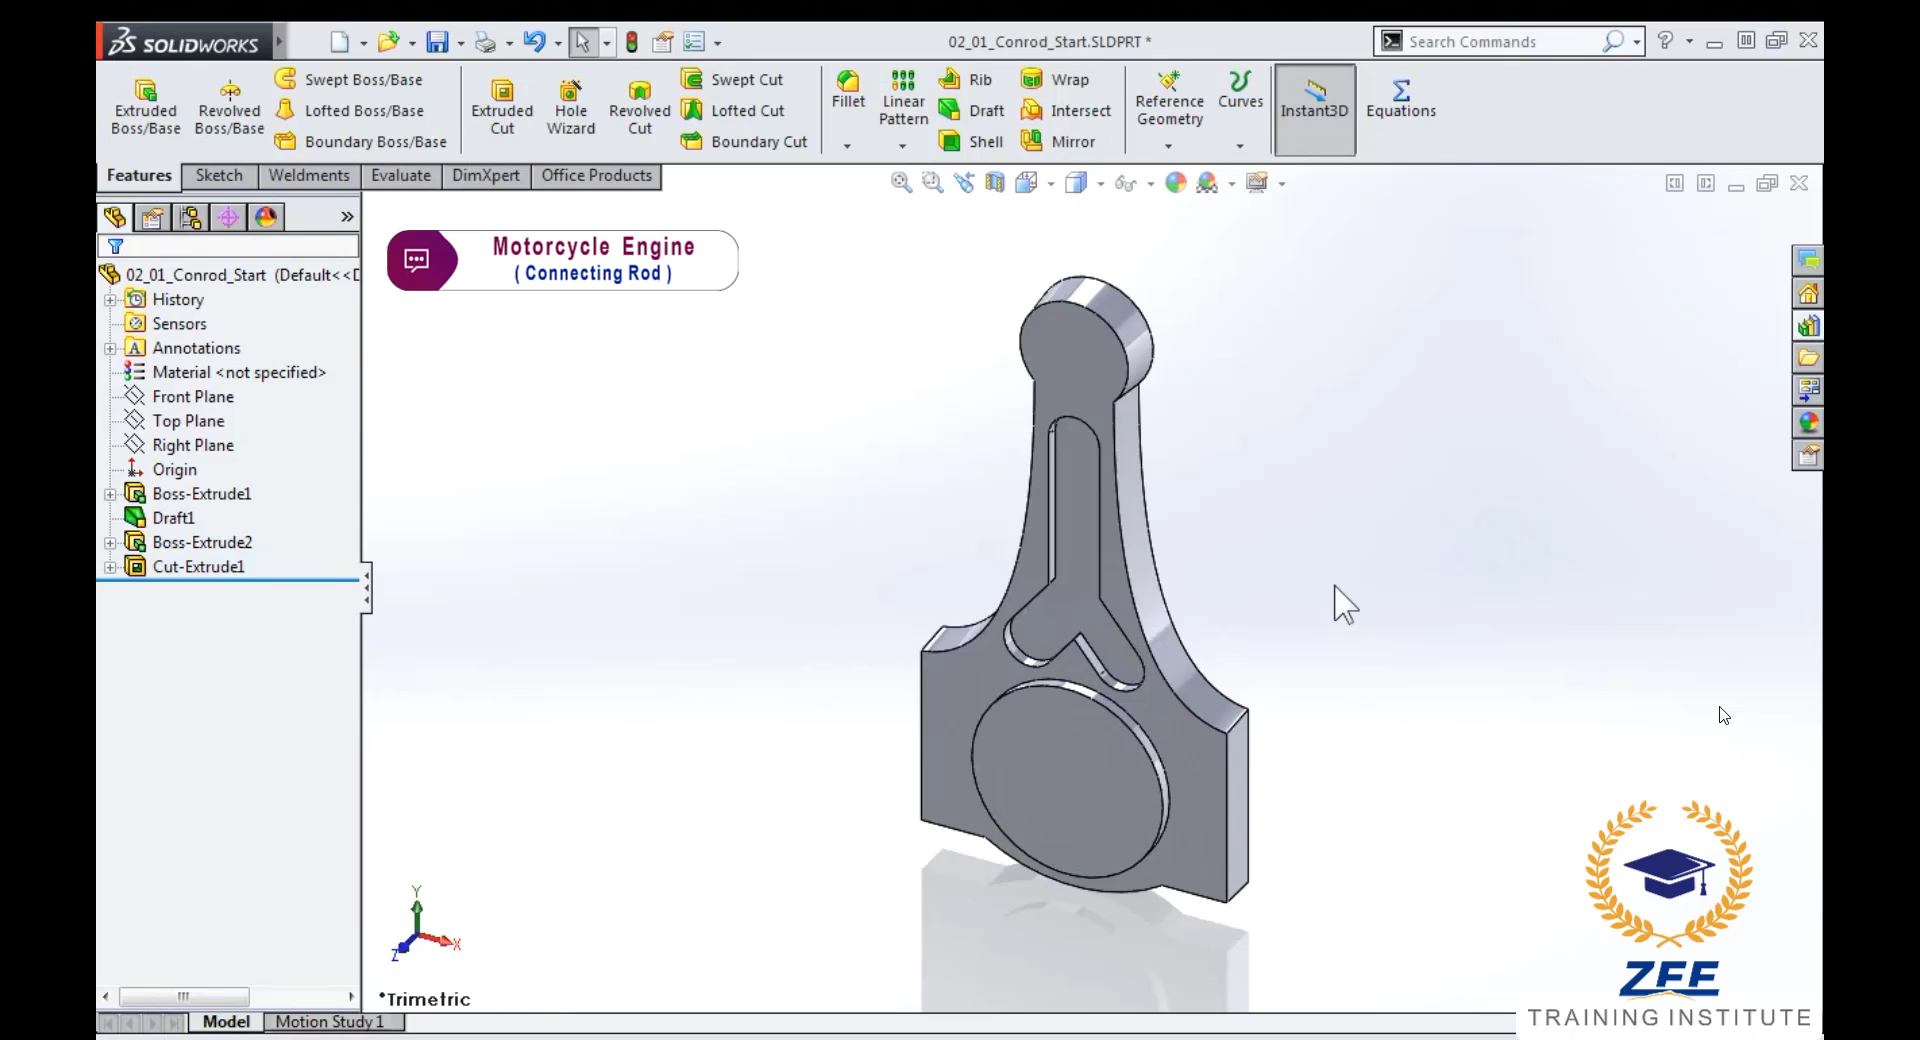 SOLIDWORKS
02_01_Conrod_Start.SLDPRT *
Search Commands
Extruded Boss/Base
Revolved Boss/Base
Swept Boss/Base
Lofted Boss/Base
Boundary Boss/Base
Extruded Cut
Hole Wizard
Revolved Cut
Swept Cut
Lofted Cut
Boundary Cut
Fillet
Linear Pattern
Rib
Draft
Shell
Wrap
Intersect
Mirror
Reference Geometry
Curves
Instant3D
Equations
Features
Sketch
Weldments
Evaluate
DimXpert
Office Products
02_01_Conrod_Start (Default<<D
History
Sensors
A Annotations
Material <not specified>
Front Plane
Top Plane
Right Plane
Origin
Boss-Extrude1
Draft1
Boss-Extrude2
Cut-Extrude1
Motorcycle Engine
( Connecting Rod )
Y
X
Z
*Trimetric
Model
Motion Study 1
ZFE
TRAINING INSTITUTE